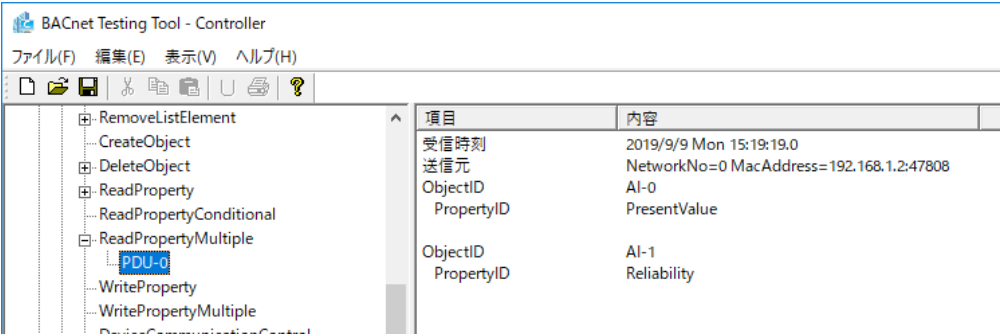 BACnet Testing Tool - Controller
ファイル(F) 編集(E) 表示(V) ヘルプ(H)
RemoveListElement
CreateObject
DeleteObject
ReadProperty
ReadPropertyConditional
ReadPropertyMultiple
PDU-0
WriteProperty
WritePropertyMultiple
DeviceCommunicationControl
項目 内容
受信時刻 2019/9/9 Mon 15:19:19.0
送信元 NetworkNo=0 MacAddress=192.168.1.2:47808
ObjectID AI-0
PropertyID PresentValue
ObjectID AI-1
PropertyID Reliability